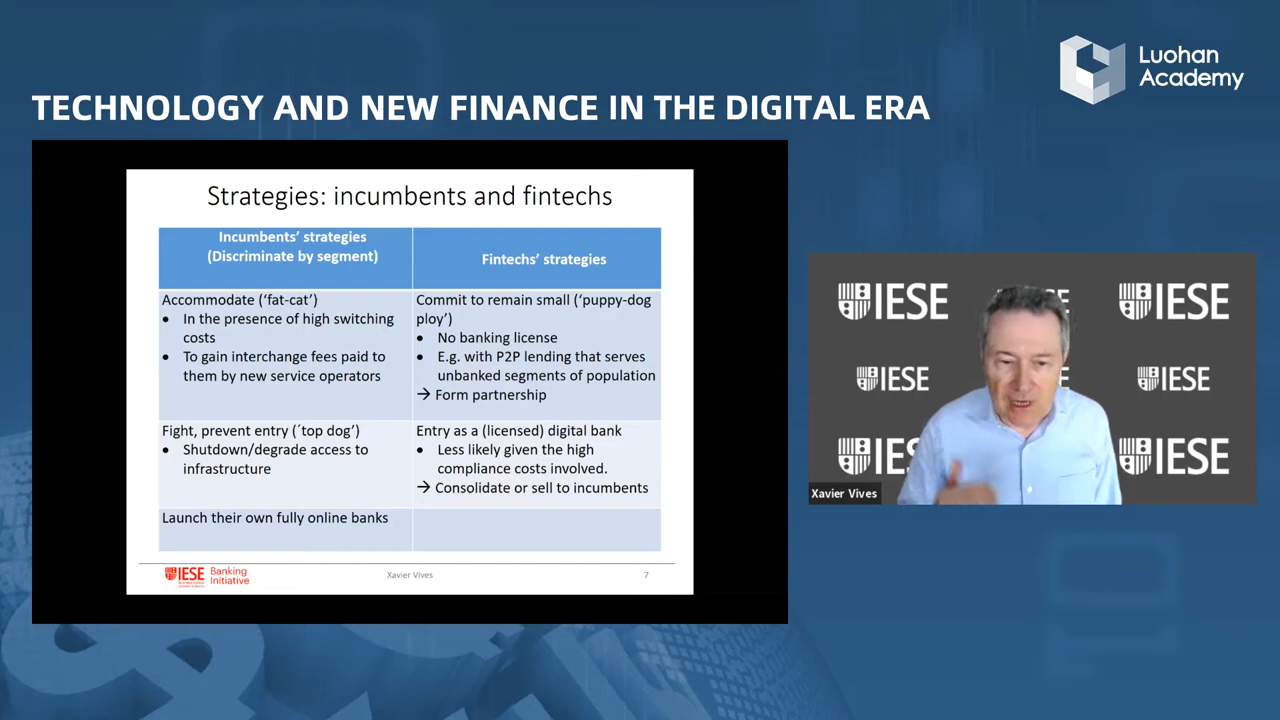 Luohan
Academy
TECHNOLOGY AND NEW FINANCE IN THE DIGITAL ERA
Strategies: incumbents and fintechs
Incumbents’ strategies
(Discriminate by segment)
Fintechs’ strategies
Accommodate (‘fat-cat’)
• In the presence of high switching
costs
• To gain interchange fees paid to
them by new service operators
Commit to remain small (‘puppy-dog
ploy’)
• No banking license
• E.g. with P2P lending that serves
unbanked segments of population
→ Form partnership
Fight, prevent entry (´top dog’)
• Shutdown/degrade access to
infrastructure
Entry as a (licensed) digital bank
• Less likely given the high
compliance costs involved.
→ Consolidate or sell to incumbents
Launch their own fully online banks
IESE
Banking
Initiative
Xavier Vives
7
IESE
IESE
IESE
IESE
IESE
IESE
Xavier Vives